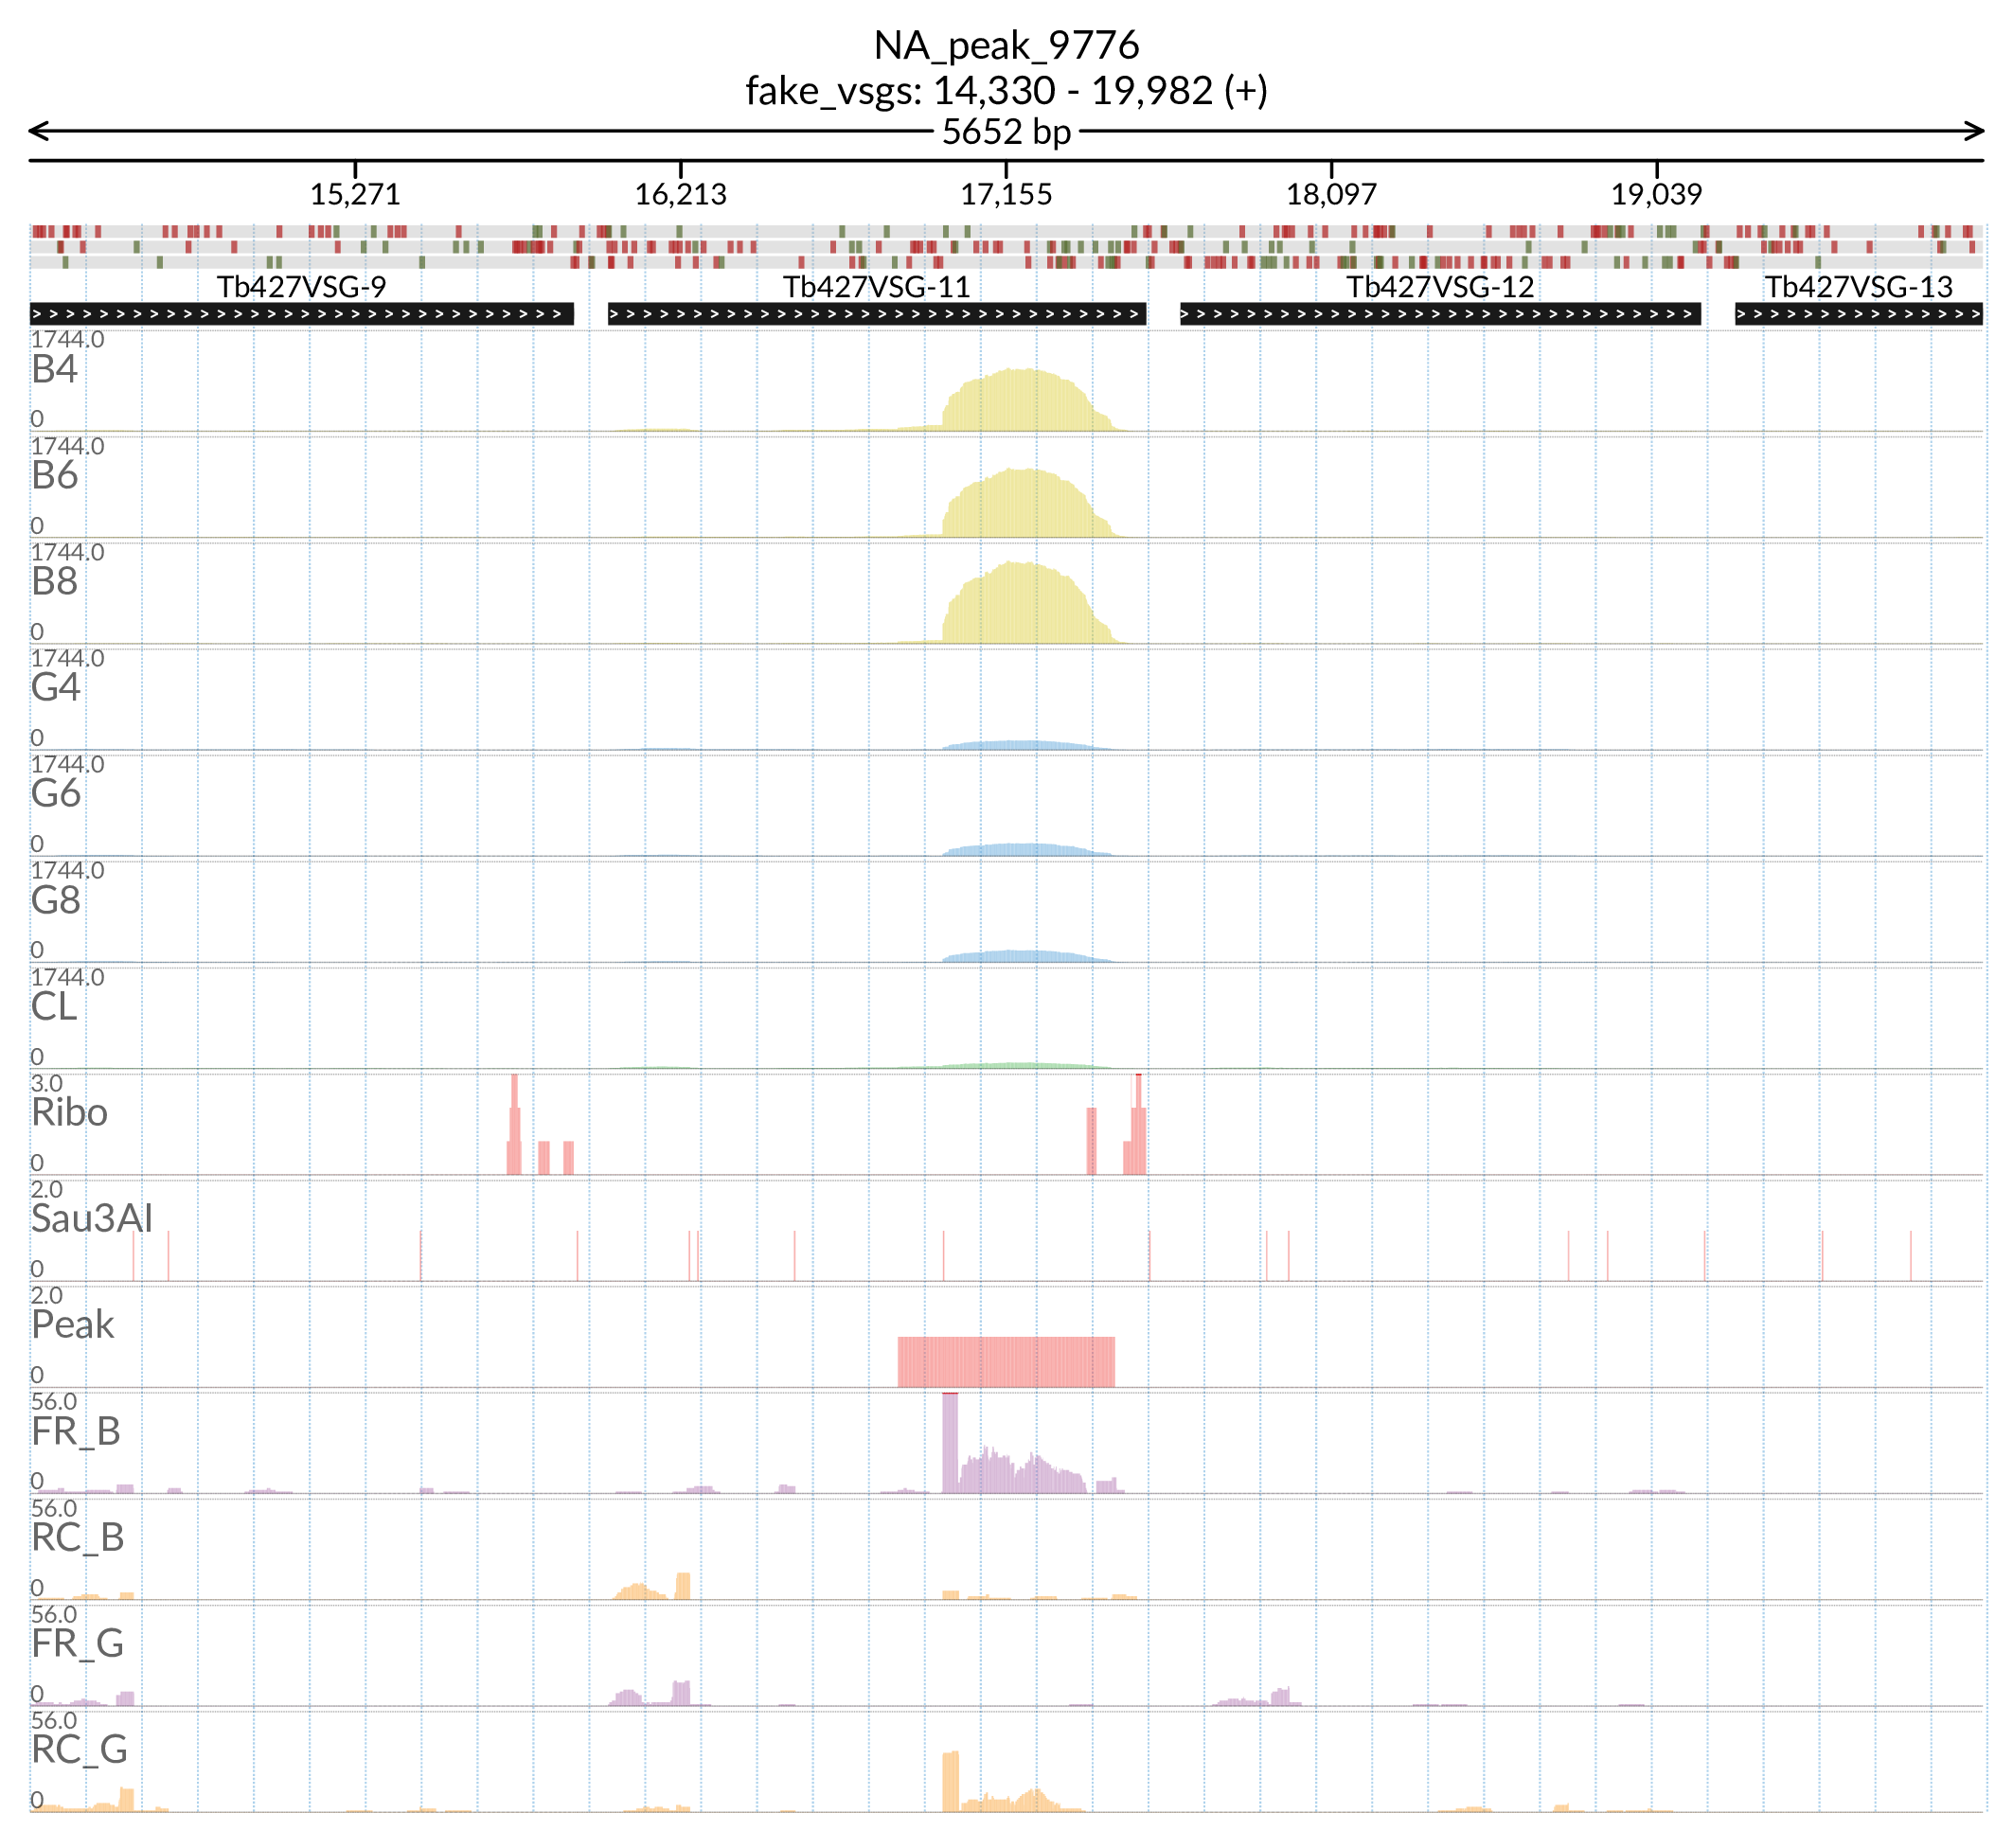 NA_peak_9776
fake_vsgs: 14,330 - 19,982 (+)
5652 bp
15,271 16,213 17,155 18,097 19,039
Tb427VSG-9 Tb427VSG-11 Tb427VSG-12 Tb427VSG-13
1744.0
B4
0
1744.0
B6
0
1744.0
B8
0
1744.0
G4
0
1744.0
G6
0
1744.0
G8
0
1744.0
CL
0
3.0
Ribo
0
2.0
Sau3AI
0
2.0
Peak
0
56.0
FR_B
0
56.0
RC_B
0
56.0
FR_G
0
56.0
RC_G
0